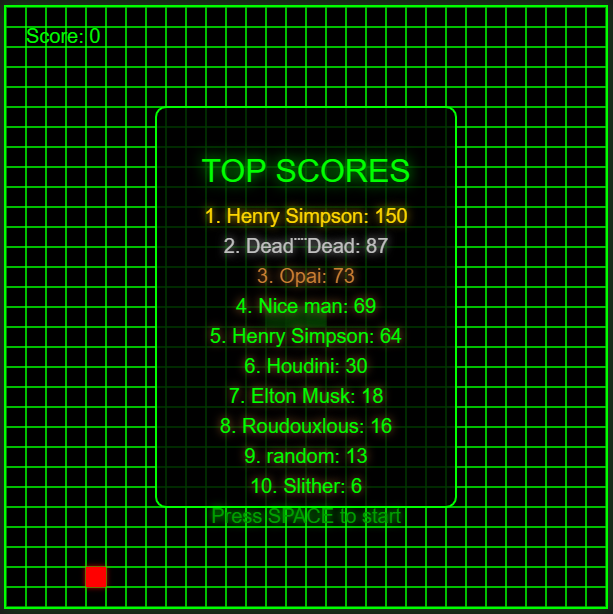 Score: 0
TOP SCORES
1. Henry Simpson: 150
2. Dead¨¨Dead: 87
3. Opai: 73
4. Nice man: 69
5. Henry Simpson: 64
6. Houdini: 30
7. Elton Musk: 18
8. Roudouxlous: 16
9. random: 13
10. Slither: 6
Press SPACE to start